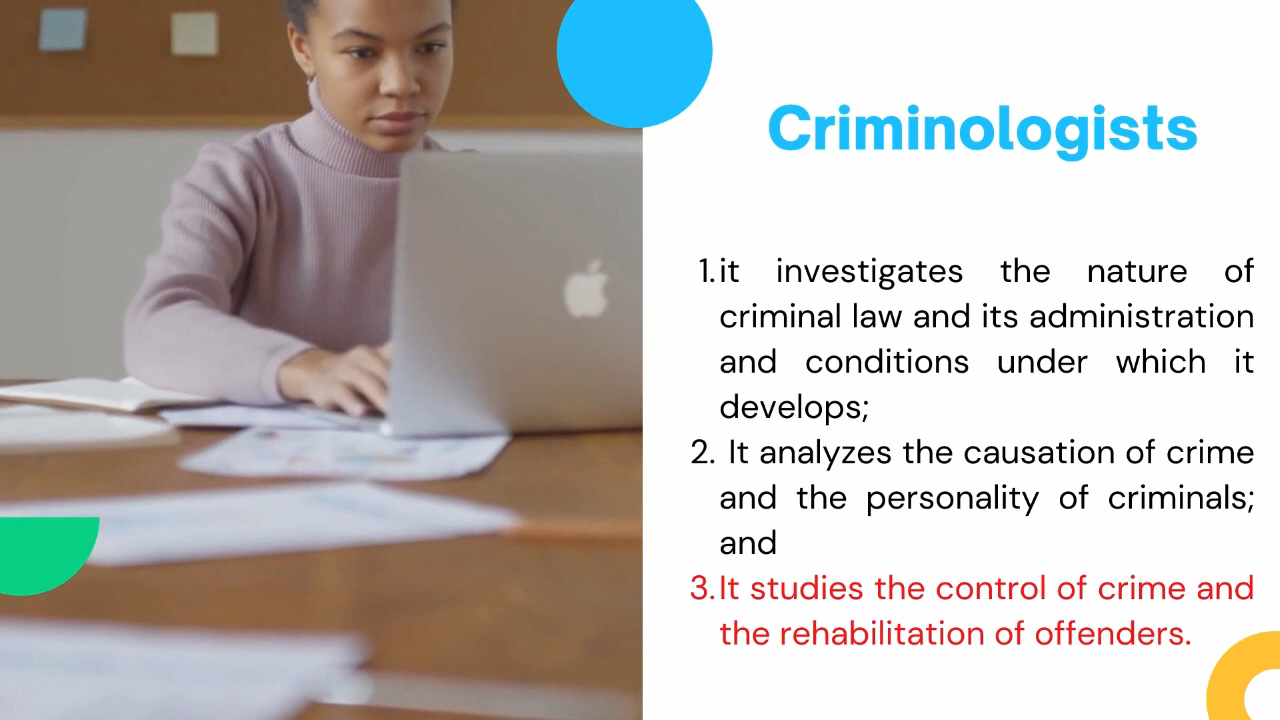 Criminologists
1. it investigates the nature of
criminal law and its administration
and conditions under which it
develops;
2. It analyzes the causation of crime
and the personality of criminals;
and
3. It studies the control of crime and
the rehabilitation of offenders.